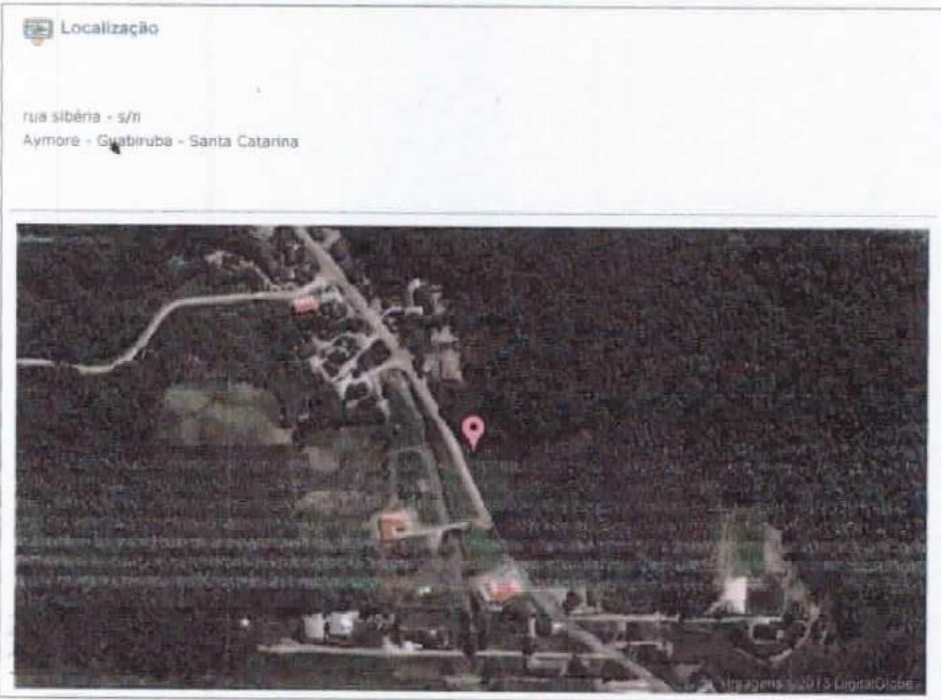 Localização
rua sibéria - s/n
Aymore - Guabiruba - Santa Catarina
Imagens ©2013 DigitalGlobe